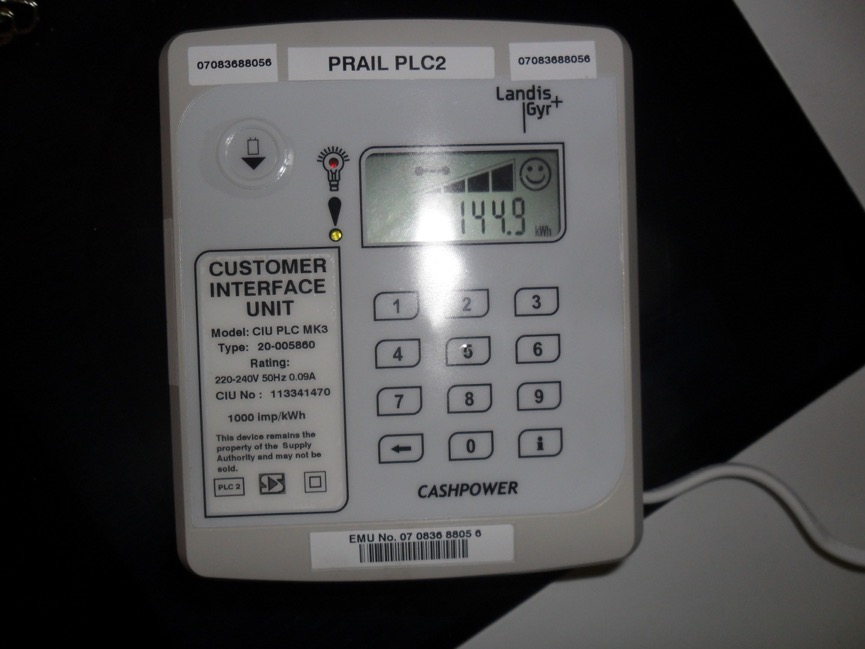 07083688056
PRAIL PLC2
07083688056
Landis
Gyr+
144.9 kWh
CUSTOMER
INTERFACE
UNIT
Model: CIU PLC MK3
Type: 20-005860
Rating:
220-240V 50Hz 0.09A
CIU No : 113341470
1000 imp/kWh
This device remains the
property of the Supply
Authority and may not be
sold.
PLC 2
1 2 3
4 5 6
7 8 9
← 0 i
CASHPOWER
EMU No. 07 0836 8805 6